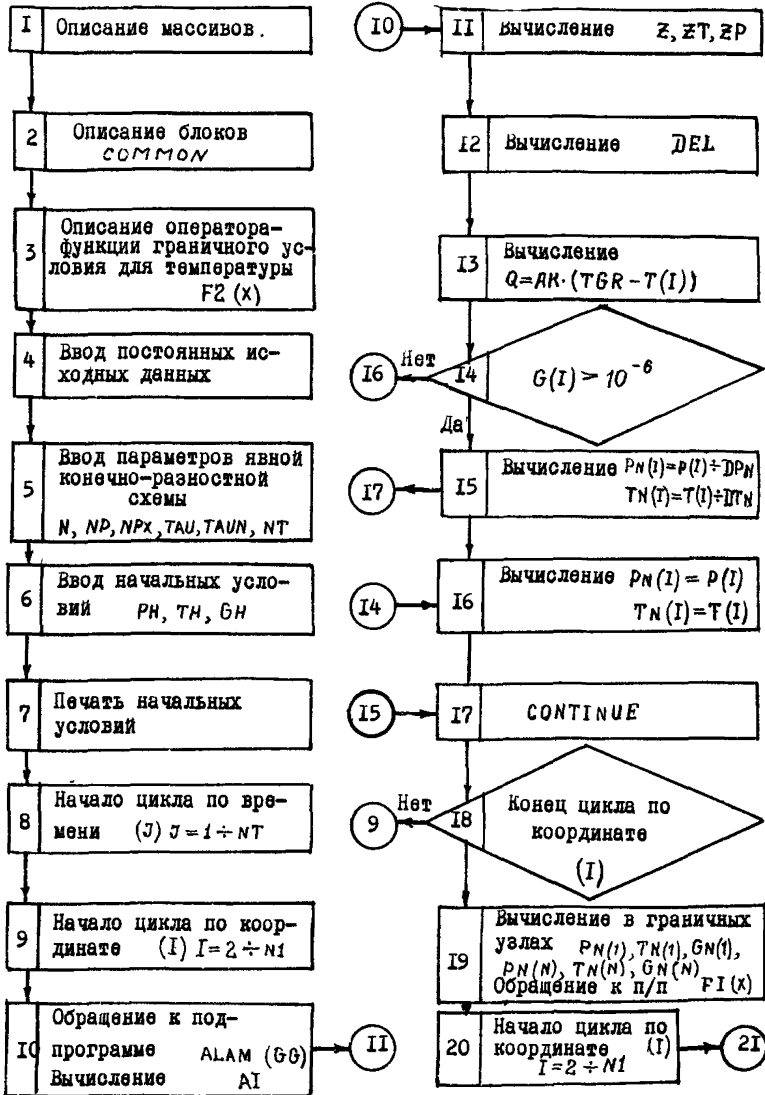 I Описание массивов.
2 Описание блоков
COMMON
3 Описание оператора-
функции граничного ус-
ловия для температуры
F2 (x)
4 Ввод постоянных ис-
ходных данных
5 Ввод параметров явной
конечно-разностной
схемы
N, NP, NPX, TAU, TAUN, NT
6 Ввод начальных усло-
вий PH, TH, GH
7 Печать начальных
условий
8 Начало цикла по вре-
мени (J) J = 1 ÷ NT
9 Начало цикла по коор-
динате (I) I = 2 ÷ N1
10 Обращение к под-
программе ALAM (GG)
Вычисление AI
II
10
II Вычисление Z, ZT, ZP
I2 Вычисление DEL
I3 Вычисление
Q=AK·(TGR-T(I))
I6 Нет I4 G(I) > 10⁻⁶
Да
I7 I5 Вычисление PN(I)=P(I)÷DPN
TN(I)=T(I)÷DTN
I4 I6 Вычисление PN(I) = P(I)
TN(I) = T(I)
I5 I7 CONTINUE
9 Нет I8 Конец цикла по
координате
(I)
I9 Вычисление в граничных
узлах PN(1), TN(1), GN(1),
PN(N), TN(N), GN(N)
Обращение к п/п FI(x)
20 Начало цикла по
координате (I)
I = 2 ÷ N1
2I